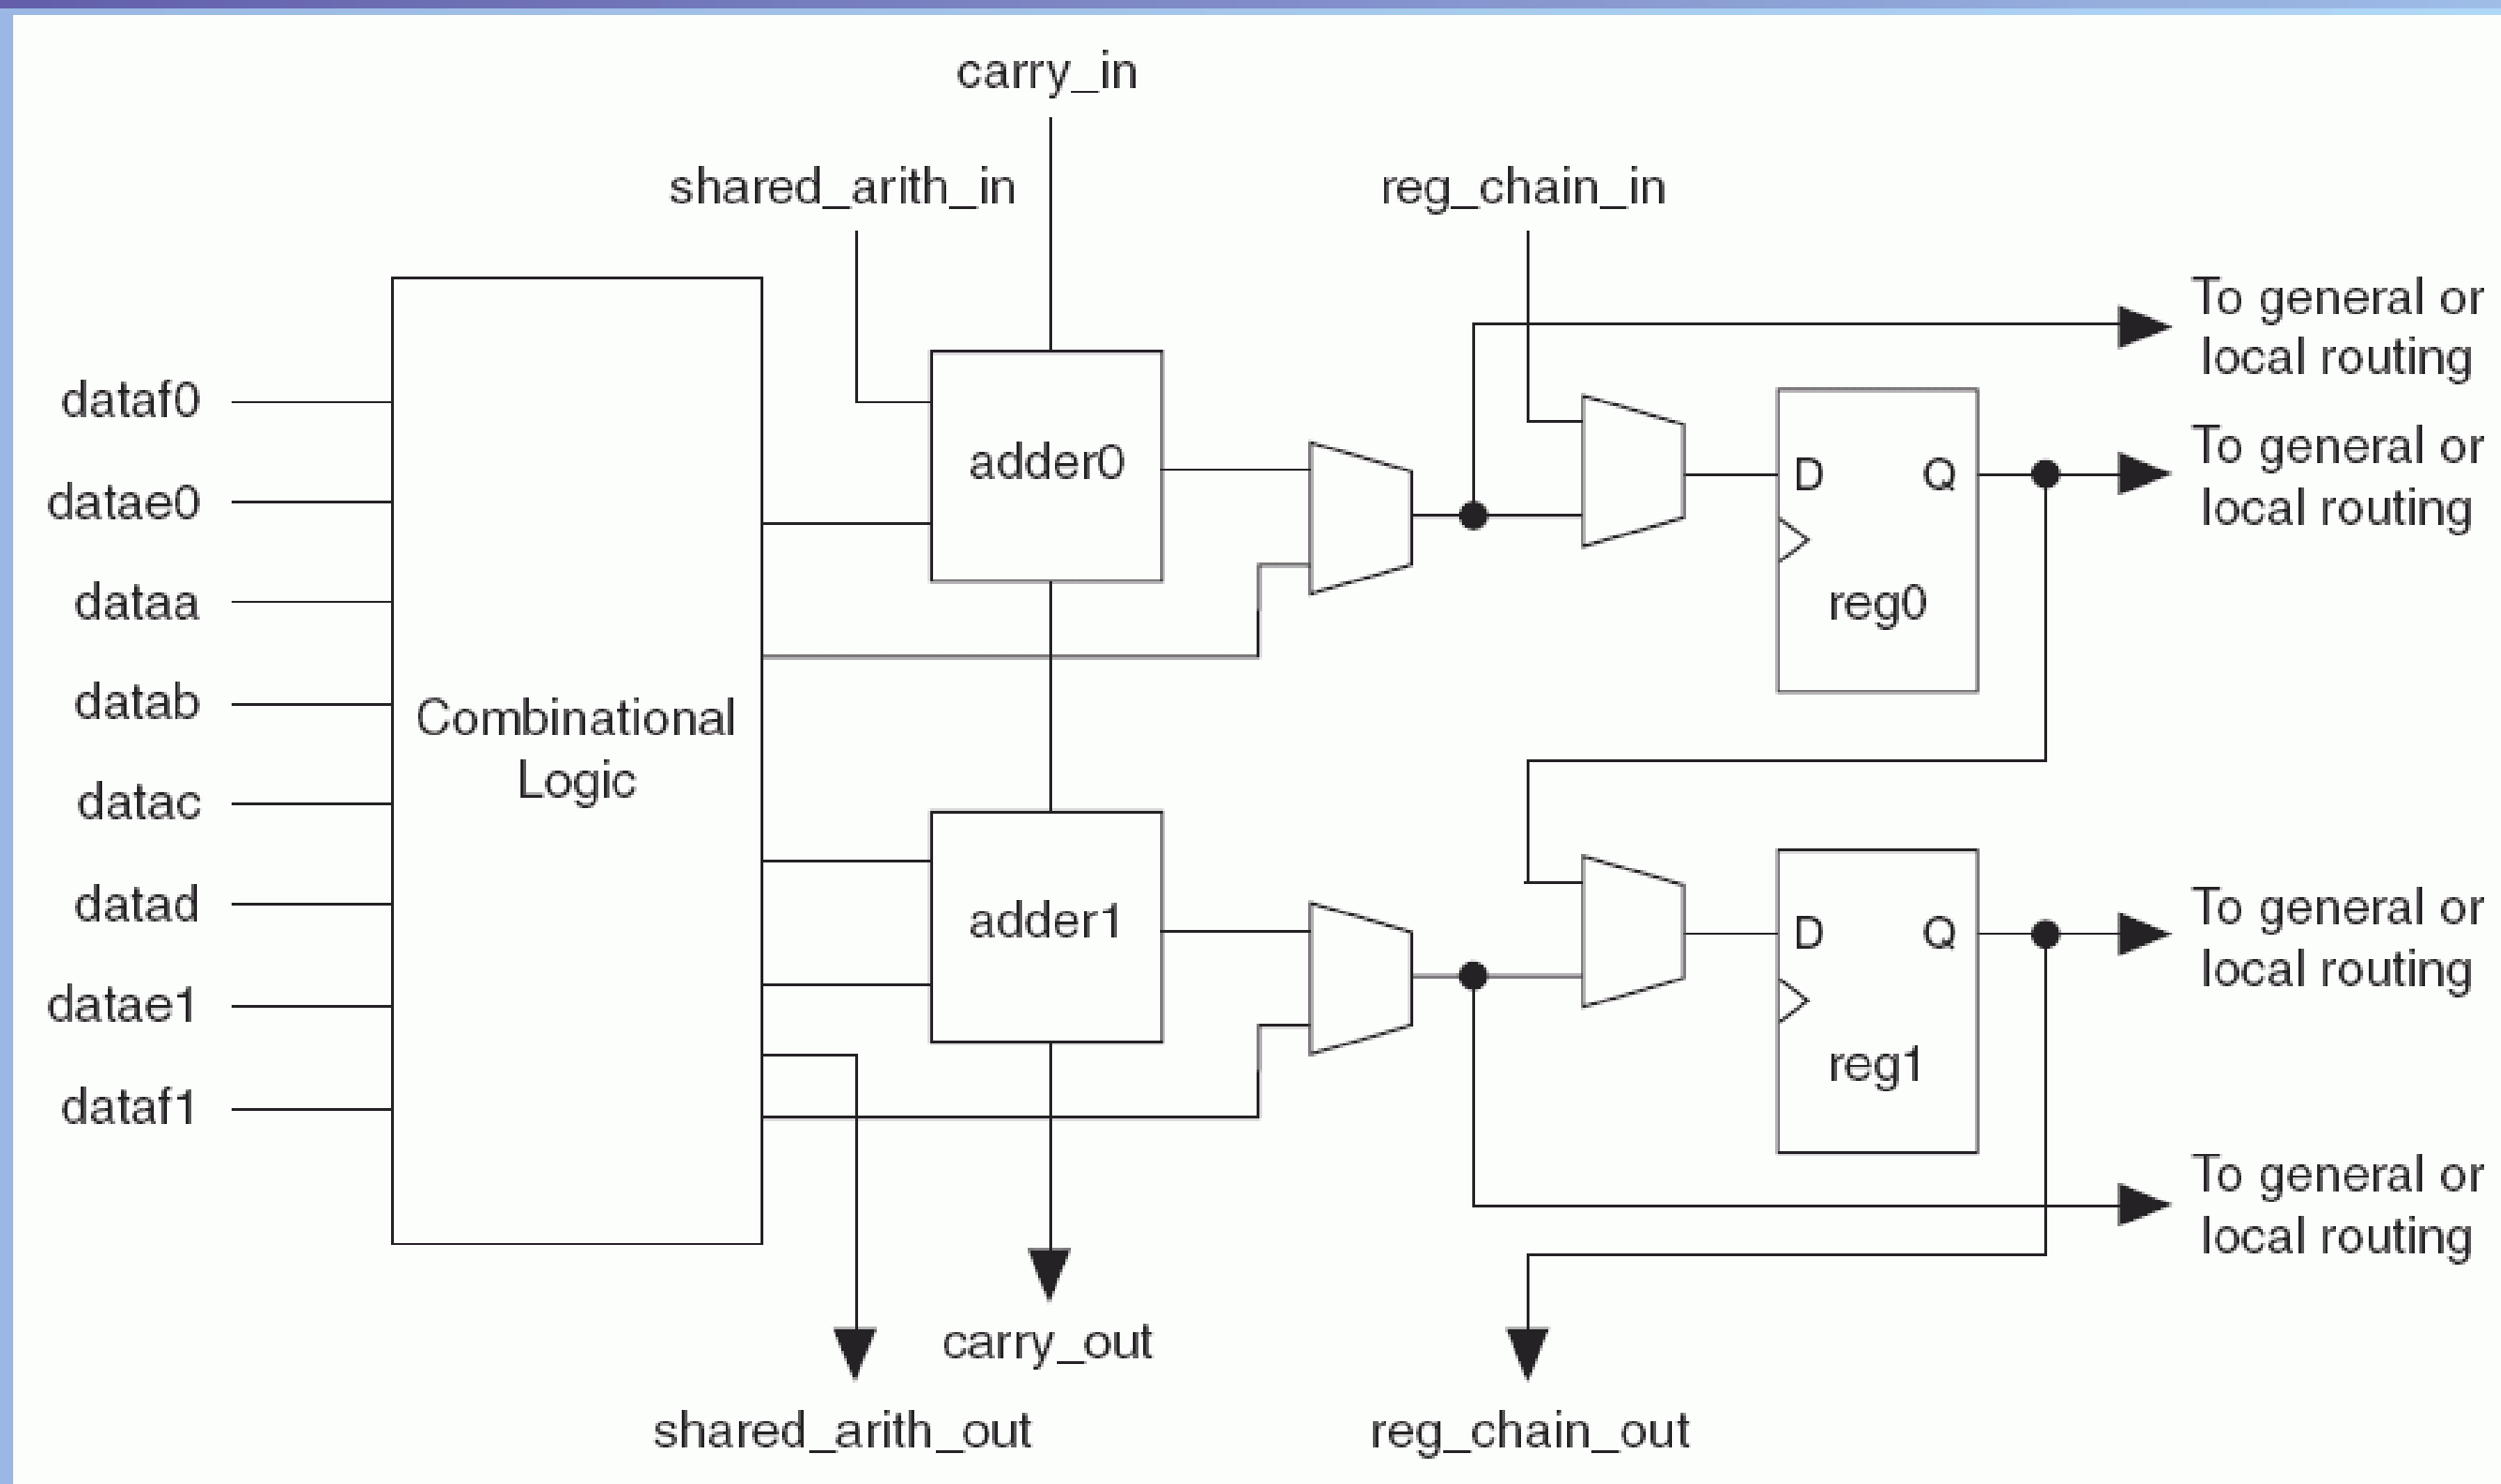 carry_in
shared_arith_in
reg_chain_in
To general or
local routing
dataf0
adder0
To general or
local routing
D
Q
datae0
dataa
reg0
datab
Combinational
Logic
datac
datad
adder1
D
Q
To general or
local routing
datae1
reg1
dataf1
To general or
local routing
carry_out
shared_arith_out
reg_chain_out